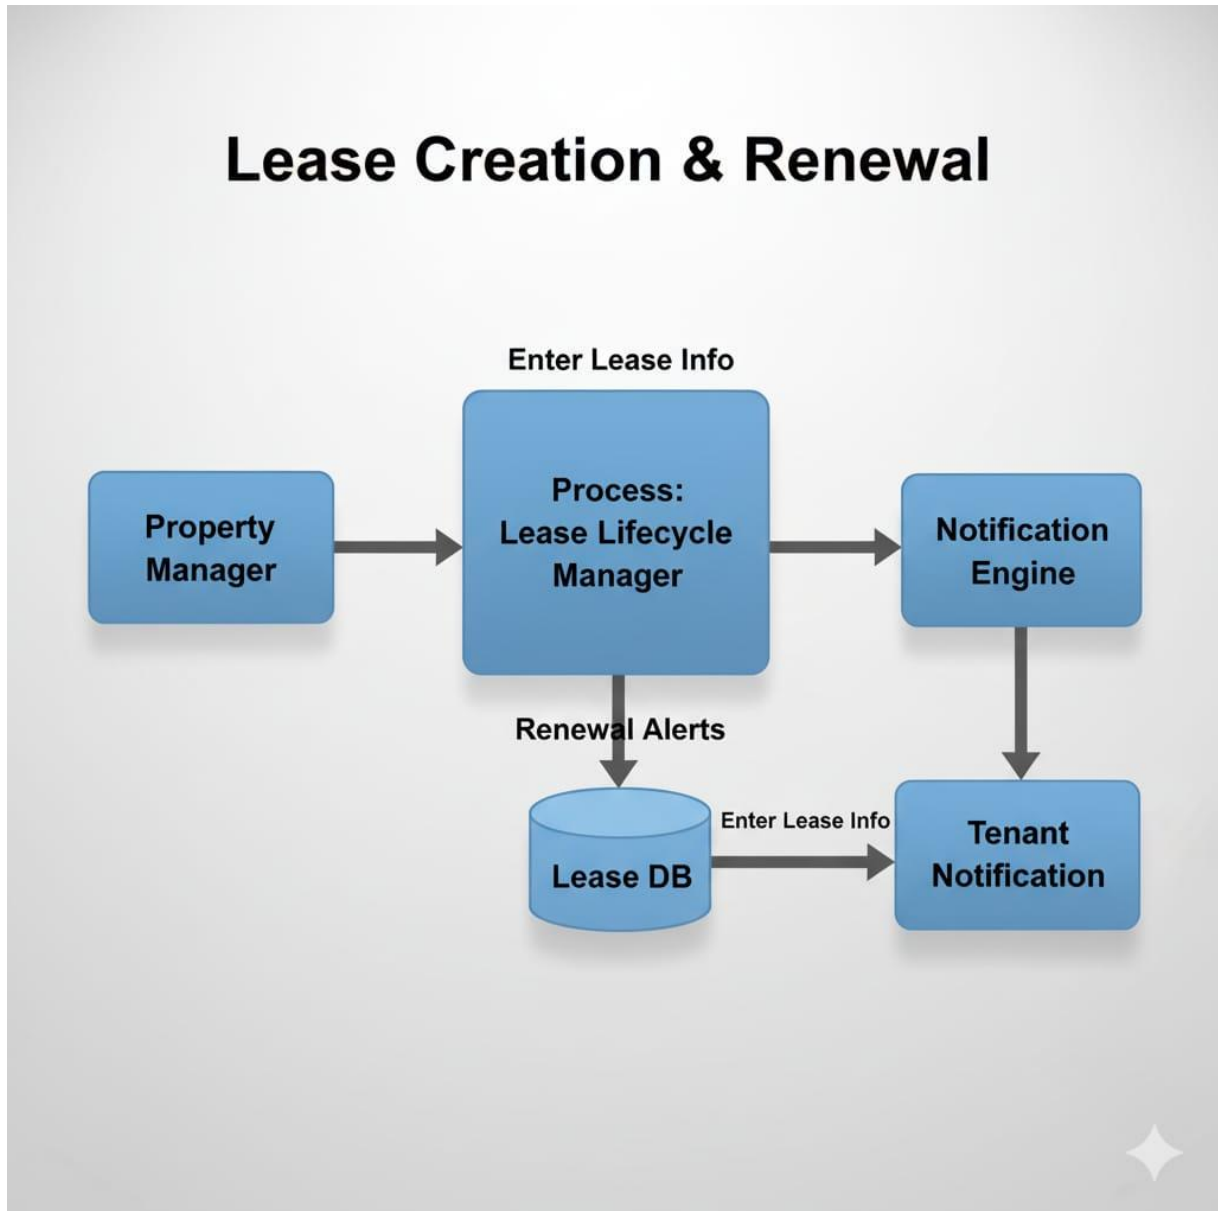 Lease Creation & Renewal
Enter Lease Info
Property
Manager
Process:
Lease Lifecycle
Manager
Notification
Engine
Renewal Alerts
Lease DB
Enter Lease Info
Tenant
Notification